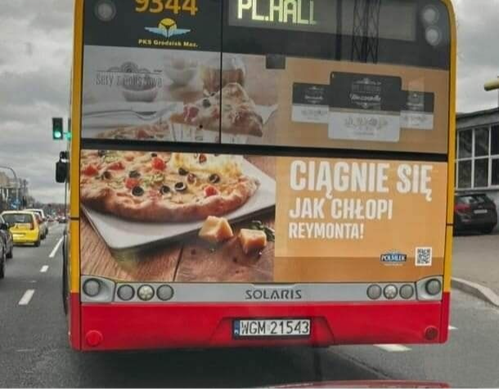 9344
PL.HALL
PKS Grodzisk Maz.
CIĄGNIE SIĘ
JAK CHŁOPI
REYMONTA!
POLMLEK
SOLARIS
WGM 21543